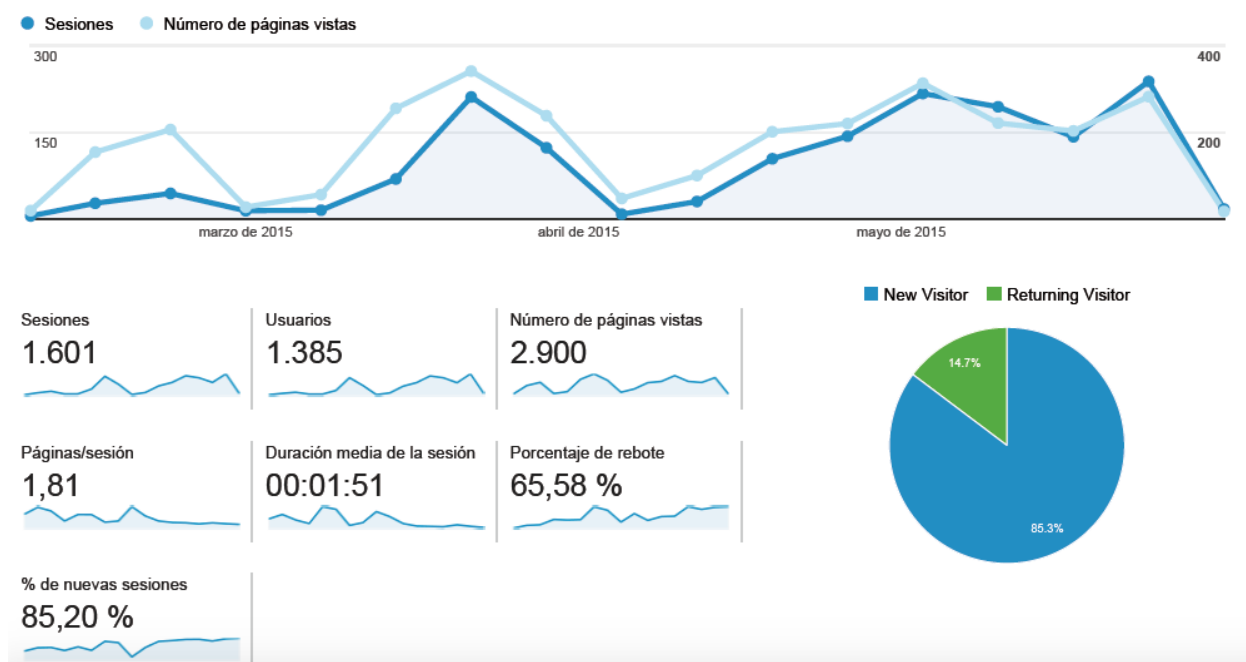 Sesiones Número de páginas vistas
300 400
150 200
marzo de 2015 abril de 2015 mayo de 2015
New Visitor Returning Visitor
Sesiones Usuarios Número de páginas vistas
1.601 1.385 2.900
14.7%
Páginas/sesión Duración media de la sesión Porcentaje de rebote
1,81 00:01:51 65,58 %
85.3%
% de nuevas sesiones
85,20 %